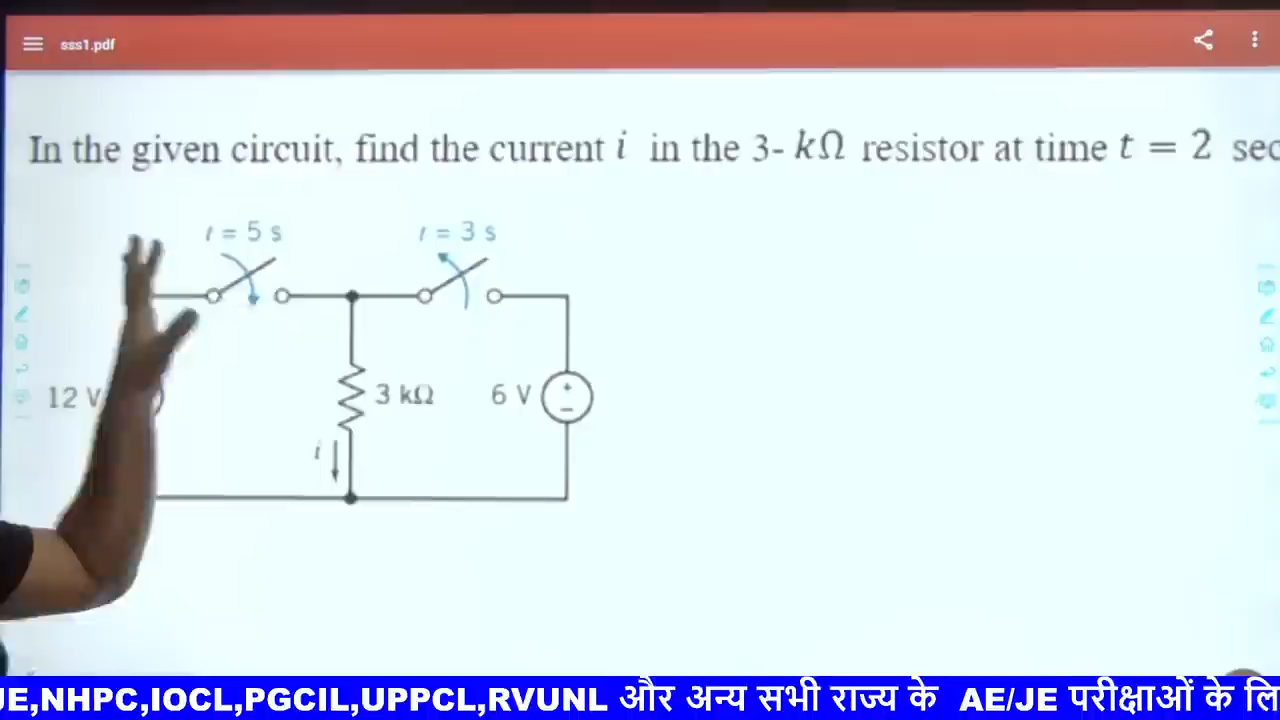 sss1.pdf
In the given circuit, find the current i in the 3- kΩ resistor at time t = 2
t = 5 s
t = 3 s
12 V
3 kΩ
6 V
i
JE,NHPC,IOCL,PGCIL,UPPCL,RVUNL और अन्य सभी राज्य के AE/JE परीक्षाओं के